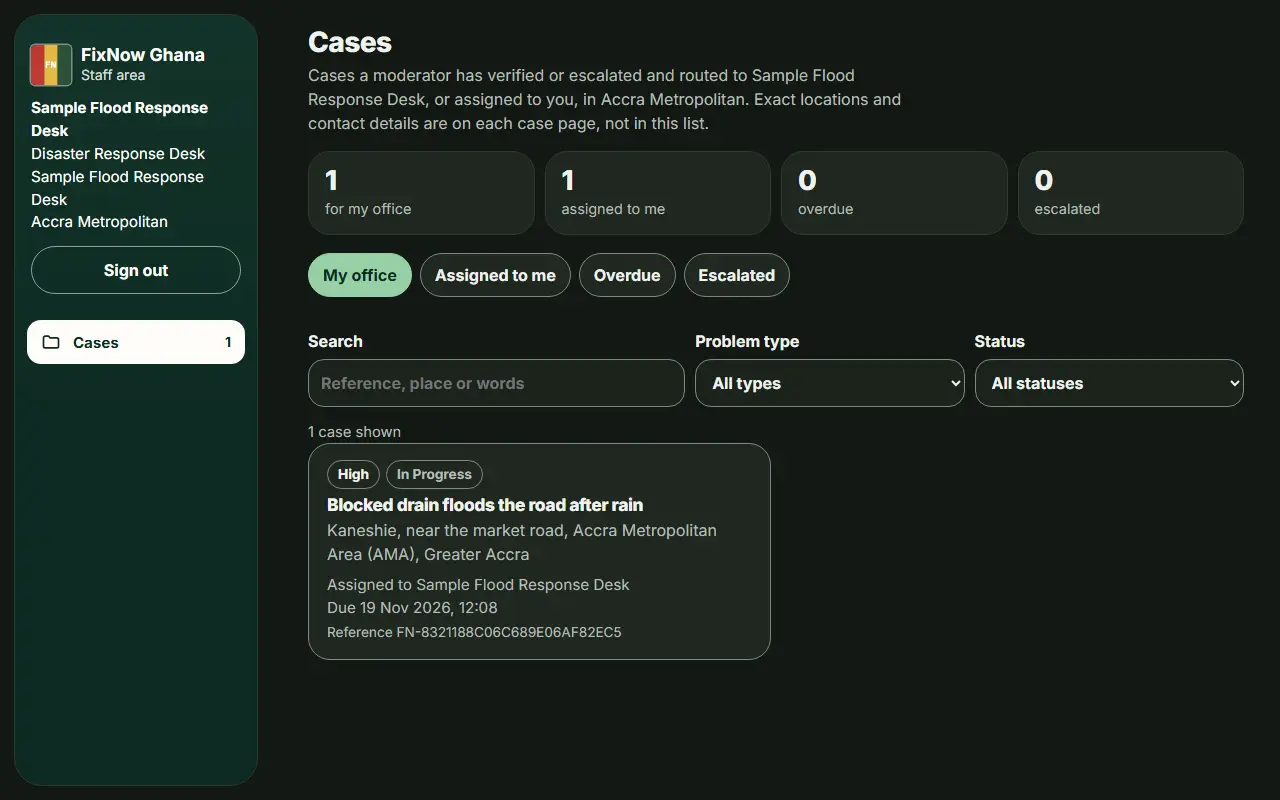 FN
FixNow Ghana
Staff area
Sample Flood Response
Desk
Disaster Response Desk
Sample Flood Response
Desk
Accra Metropolitan
Sign out
Cases 1
Cases
Cases a moderator has verified or escalated and routed to Sample Flood
Response Desk, or assigned to you, in Accra Metropolitan. Exact locations and
contact details are on each case page, not in this list.
1
for my office
1
assigned to me
0
overdue
0
escalated
My office
Assigned to me
Overdue
Escalated
Search
Reference, place or words
Problem type
All types
Status
All statuses
1 case shown
High
In Progress
Blocked drain floods the road after rain
Kaneshie, near the market road, Accra Metropolitan
Area (AMA), Greater Accra
Assigned to Sample Flood Response Desk
Due 19 Nov 2026, 12:08
Reference FN-8321188C06C689E06AF82EC5